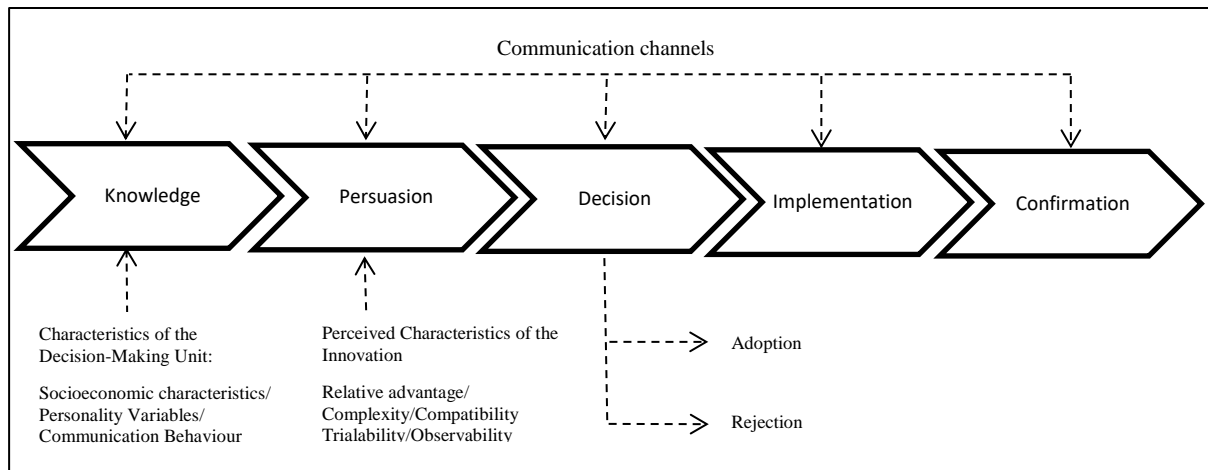 Communication channels
Knowledge
Persuasion
Decision
Implementation
Confirmation
Characteristics of the
Decision-Making Unit:
Socioeconomic characteristics/
Personality Variables/
Communication Behaviour
Perceived Characteristics of the
Innovation
Relative advantage/
Complexity/Compatibility
Trialability/Observability
Adoption
Rejection